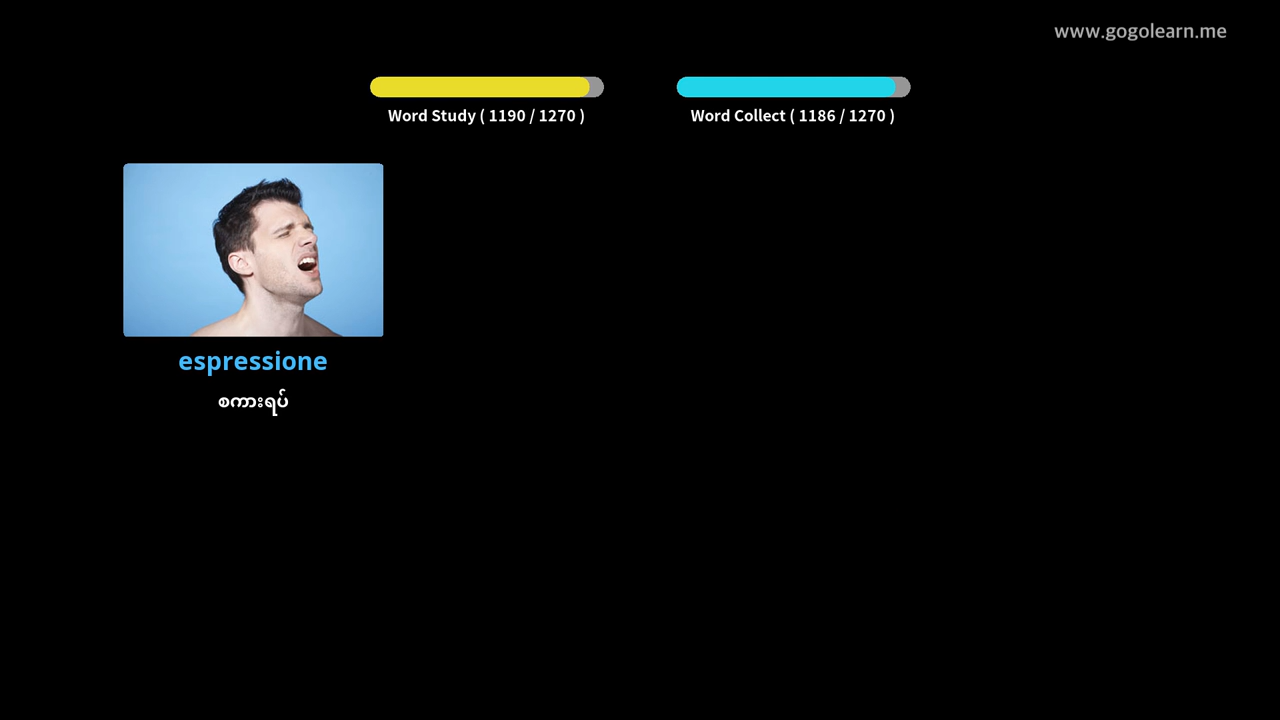 www.gogolearn.me
Word Study ( 1190 / 1270 )
Word Collect ( 1186 / 1270 )
espressione
စကားရပ်